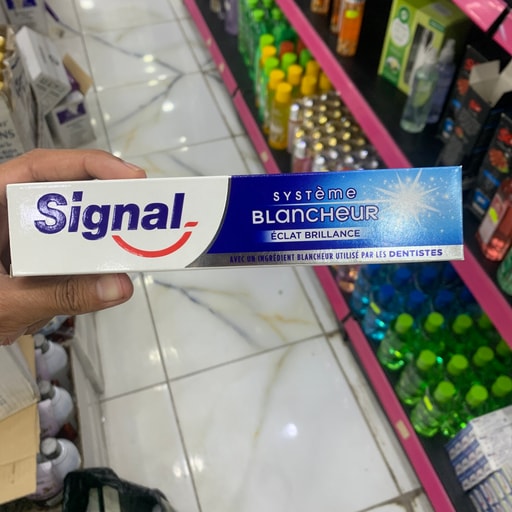 Signal
SYSTème
BLANCHEUR
ÉCLAT BRILLANCE
AVEC UN INGRÉDIENT BLANCHEUR UTILISÉ PAR LES DENTISTES